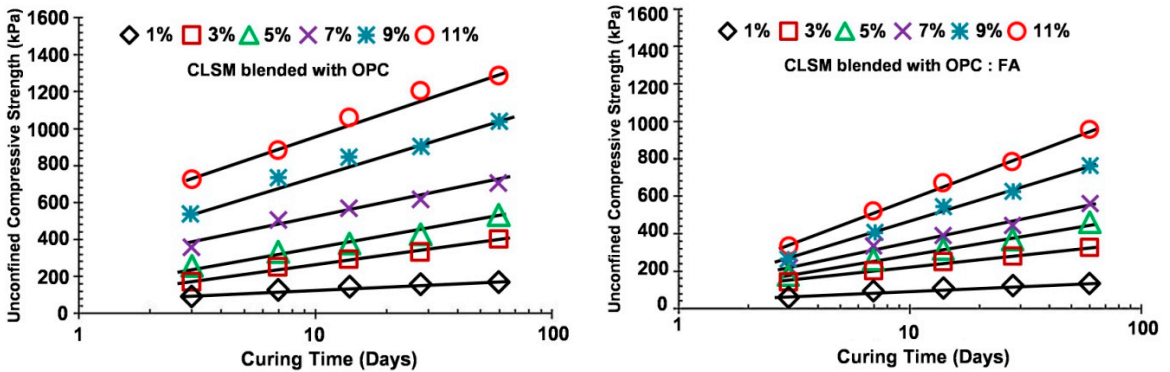 Unconfined Compressive Strength (kPa)
1600
1400
1200
1000
800
600
400
200
0
1% 3% 5% 7% 9% 11%
CLSM blended with OPC
1 10 100
Curing Time (Days)
Unconfined Compressive Strength (kPa)
1600
1400
1200
1000
800
600
400
200
0
1% 3% 5% 7% 9% 11%
CLSM blended with OPC : FA
1 10 100
Curing Time (Days)